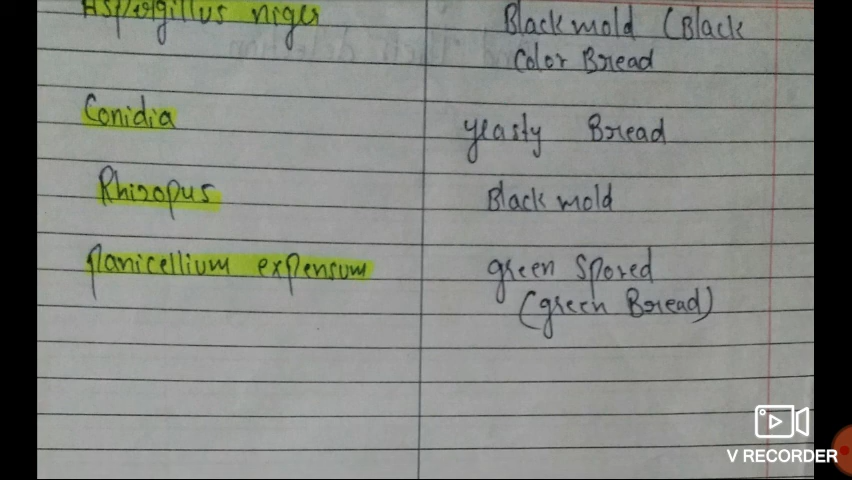 Aspergillus niger
Black mold (Black
Color Bread
Conidia
yeasty Bread
Rhizopus
Black mold
Panicellium expensum
green Spored
(green Bread)
V RECORDER